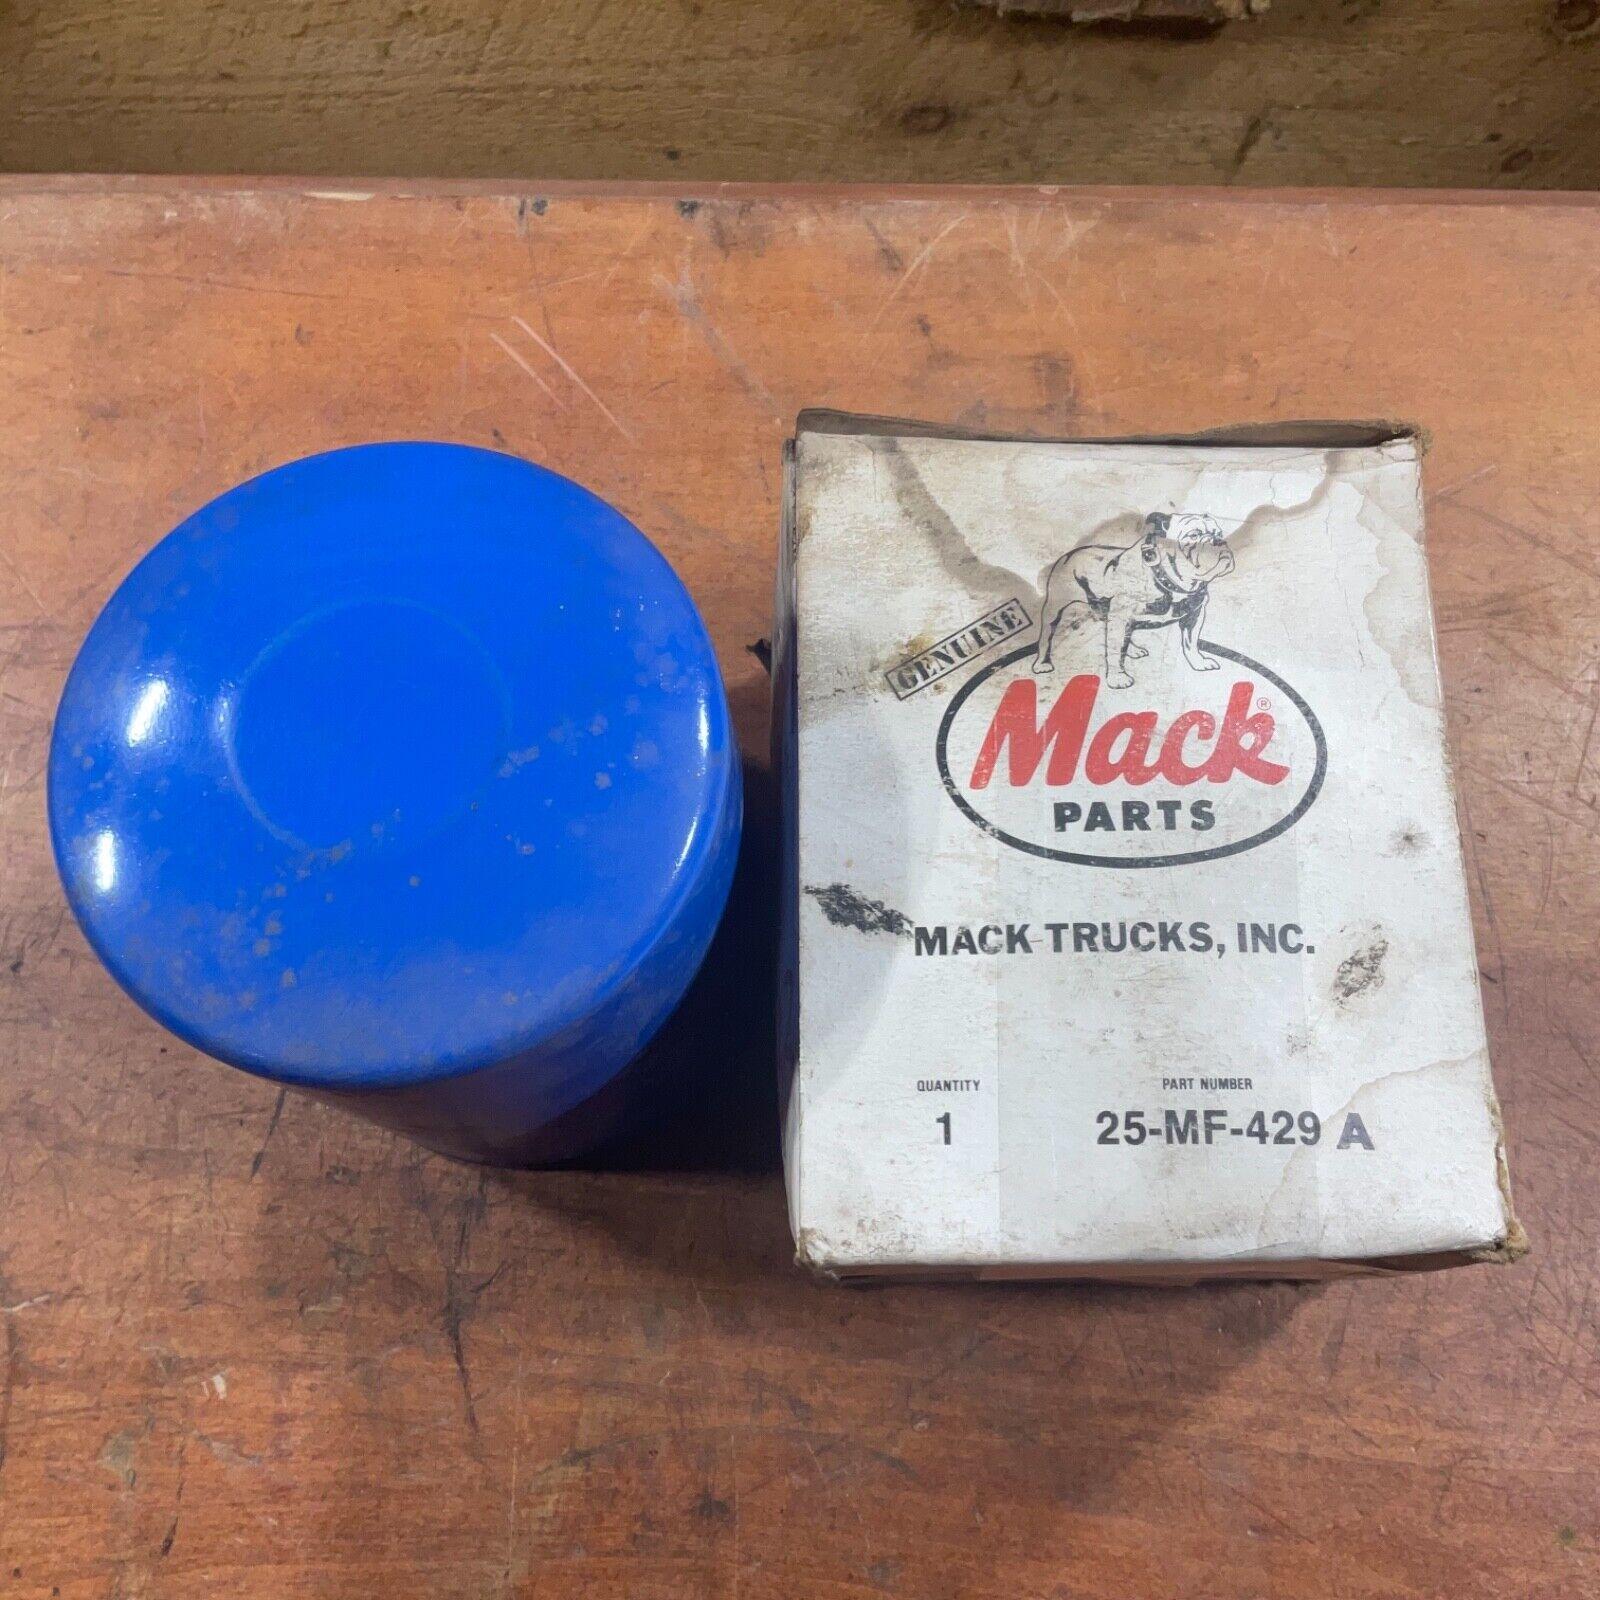 GENUINE
Mack®
PARTS
MACK TRUCKS, INC.
QUANTITY PART NUMBER
1 25-MF-429 A